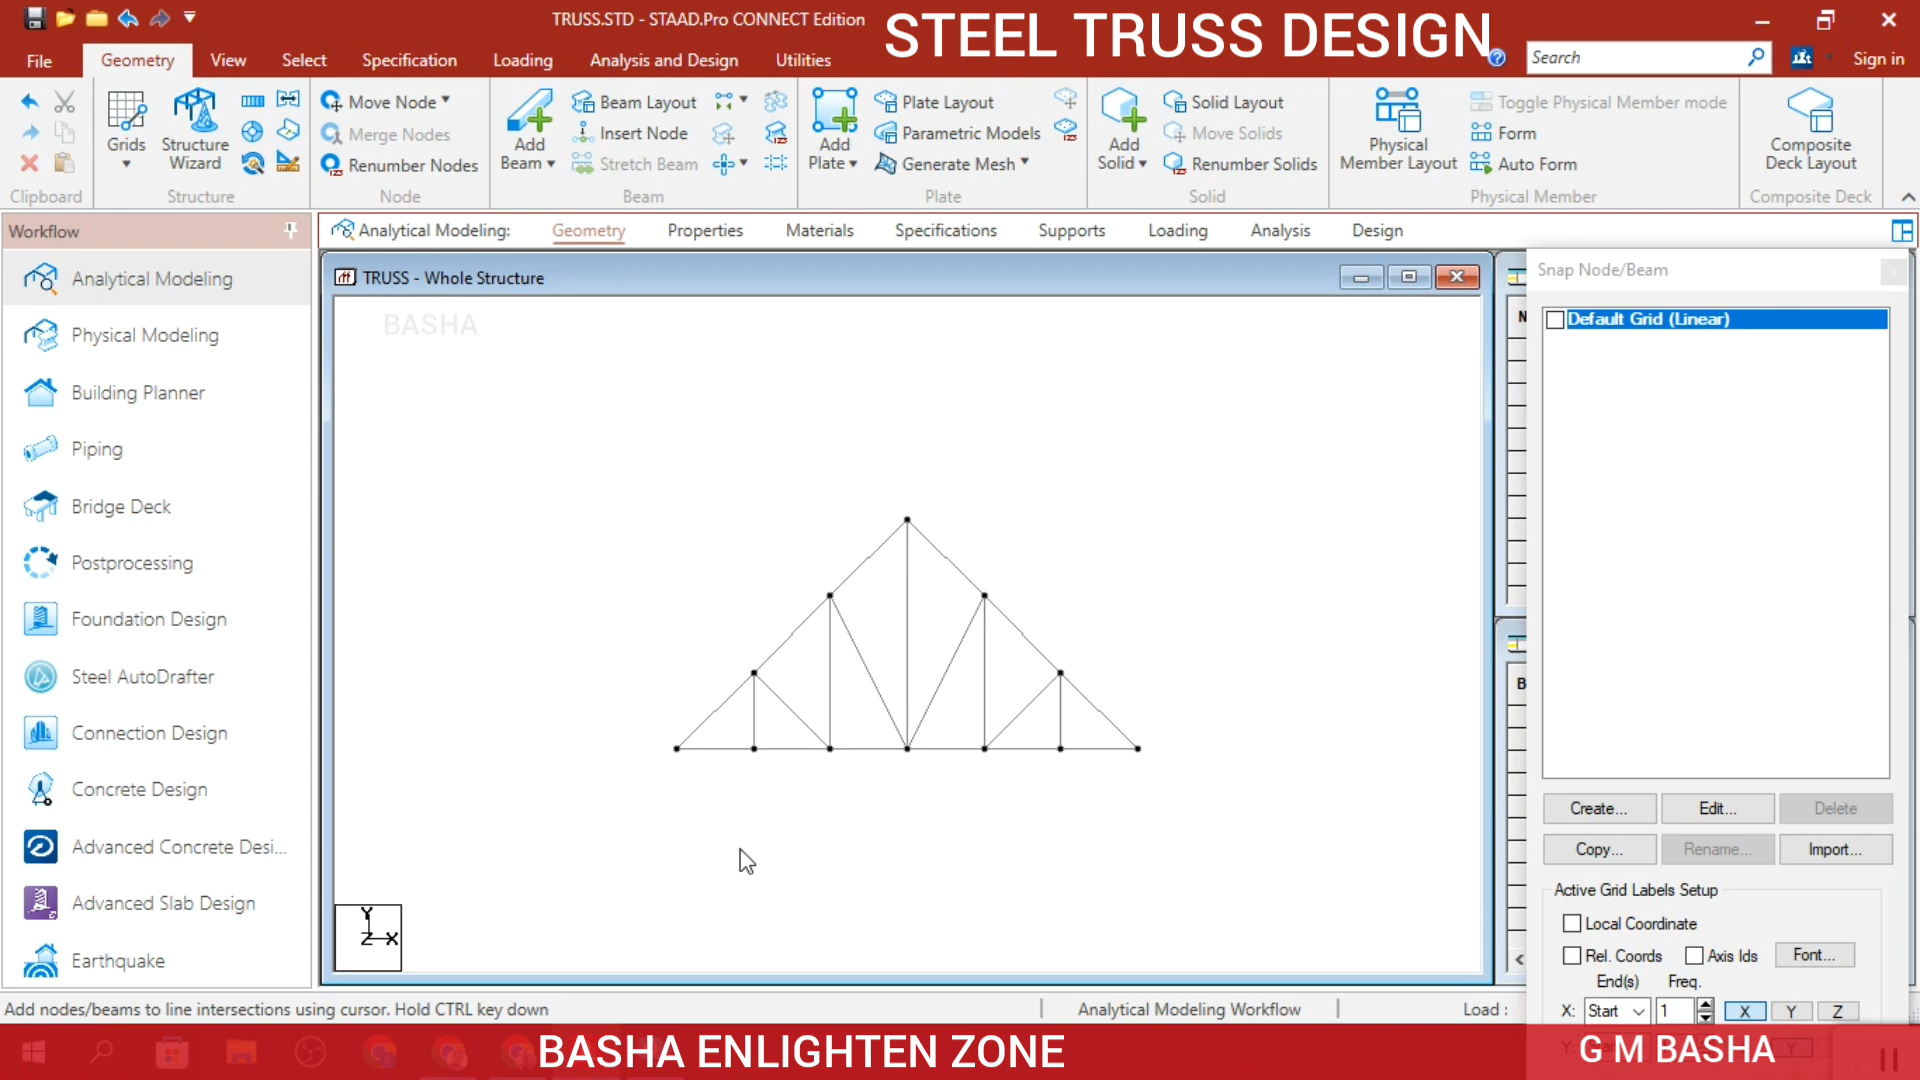 TRUSS.STD - STAAD.Pro CONNECT Edition
STEEL TRUSS DESIGN
File
Geometry
View
Select
Specification
Loading
Analysis and Design
Utilities
Search
Sign in
Move Node
Merge Nodes
Renumber Nodes
Grids
Structure
Wizard
Add
Beam
Beam Layout
Insert Node
Stretch Beam
Add
Plate
Plate Layout
Parametric Models
Generate Mesh
Add
Solid
Solid Layout
Move Solids
Renumber Solids
Physical
Member Layout
Toggle Physical Member mode
Form
Auto Form
Composite
Deck Layout
Clipboard
Structure
Node
Beam
Plate
Solid
Physical Member
Composite Deck
Workflow
Analytical Modeling:
Geometry
Properties
Materials
Specifications
Supports
Loading
Analysis
Design
Analytical Modeling
Physical Modeling
Building Planner
Piping
Bridge Deck
Postprocessing
Foundation Design
Steel AutoDrafter
Connection Design
Concrete Design
Advanced Concrete Desi...
Advanced Slab Design
Earthquake
TRUSS - Whole Structure
BASHA
Y
Z X
N
B
Snap Node/Beam
Default Grid (Linear)
Create...
Edit...
Delete
Copy...
Rename...
Import...
Active Grid Labels Setup
Local Coordinate
Rel. Coords
Axis Ids
Font...
End(s)
Freq.
X:
Start
1
X
Y
Z
Add nodes/beams to line intersections using cursor. Hold CTRL key down
Analytical Modeling Workflow
Load :
BASHA ENLIGHTEN ZONE
G M BASHA